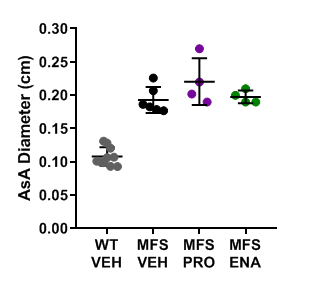 AsA Diameter (cm)
0.30
0.25
0.20
0.15
0.10
0.05
0.00
WT MFS MFS MFS
VEH VEH PRO ENA